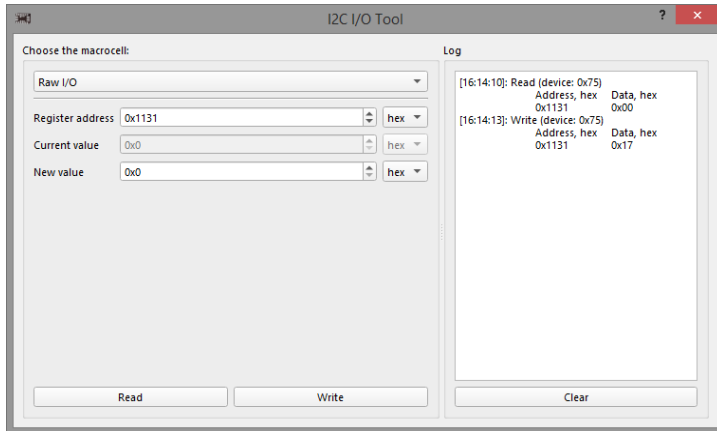 I2C I/O Tool ? ×
Choose the macrocell:
Raw I/O
Register address 0x1131 hex
Current value 0x0 hex
New value 0x0 hex
Read Write
Log
[16:14:10]: Read (device: 0x75)
Address, hex Data, hex
0x1131 0x00
[16:14:13]: Write (device: 0x75)
Address, hex Data, hex
0x1131 0x17
Clear